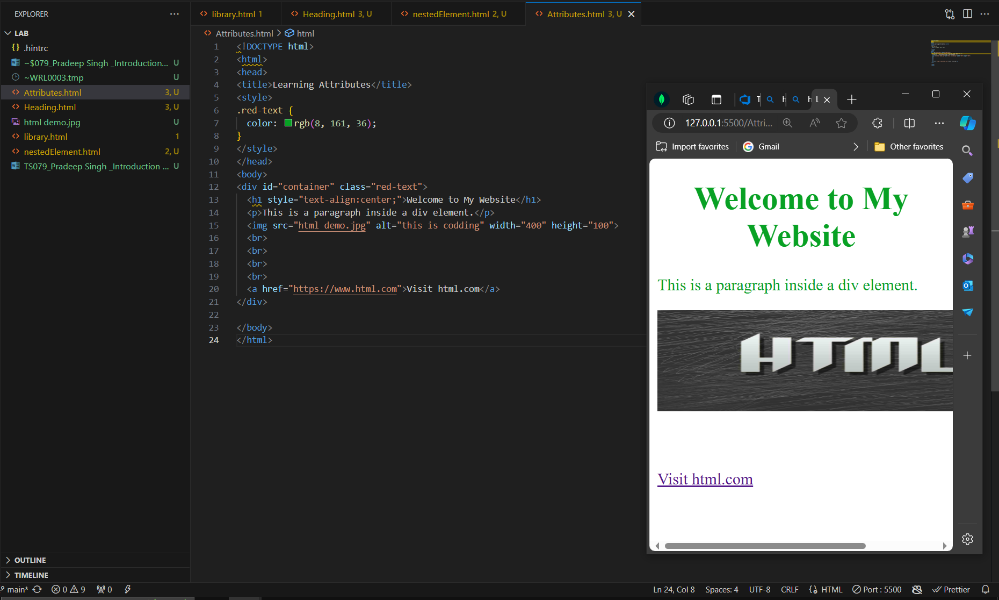 EXPLORER
LAB
.hintrc
~$079_Pradeep Singh _Introduction... U
~WRL0003.tmp U
Attributes.html 3, U
Heading.html 3, U
html demo.jpg U
library.html 1
nestedElement.html 2, U
TS079_Pradeep Singh _Introduction ... U
OUTLINE
TIMELINE
library.html 1
Heading.html 3, U
nestedElement.html 2, U
Attributes.html 3, U
Attributes.html > html
1 <!DOCTYPE html>
2 <html>
3 <head>
4 <title>Learning Attributes</title>
5 <style>
6 .red-text {
7 color: rgb(8, 161, 36);
8 }
9 </style>
10 </head>
11 <body>
12 <div id="container" class="red-text">
13 <h1 style="text-align:center;">Welcome to My Website</h1>
14 <p>This is a paragraph inside a div element.</p>
15 <img src="html demo.jpg" alt="this is codding" width="400" height="100">
16 <br>
17 <br>
18 <br>
19 <br>
20 <a href="https://www.html.com">Visit html.com</a>
21 </div>
22
23 </body>
24 </html>
127.0.0.1:5500/Attri...
Import favorites Gmail Other favorites
Welcome to My
Website
This is a paragraph inside a div element.
HTML
Visit html.com
main* 0 9 0 Ln 24, Col 8 Spaces: 4 UTF-8 CRLF HTML Port : 5500 Prettier